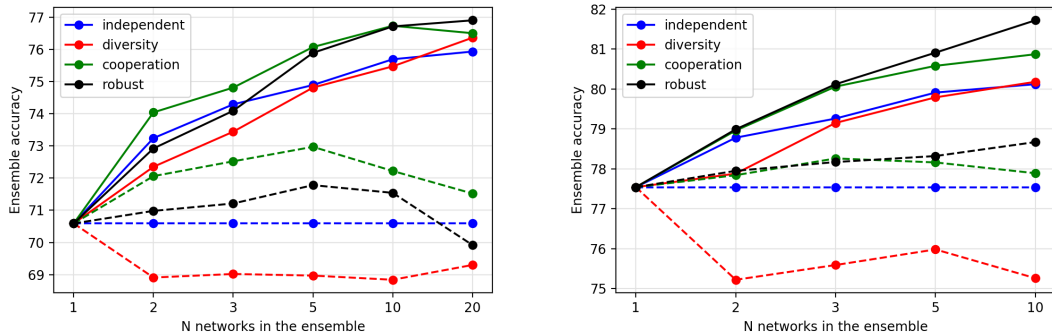 77
76
75
74
73
72
71
70
69
Ensemble accuracy
independent
diversity
cooperation
robust
1
2
3
5
10
20
N networks in the ensemble
82
81
80
79
78
77
76
75
Ensemble accuracy
independent
diversity
cooperation
robust
1
2
3
5
10
N networks in the ensemble